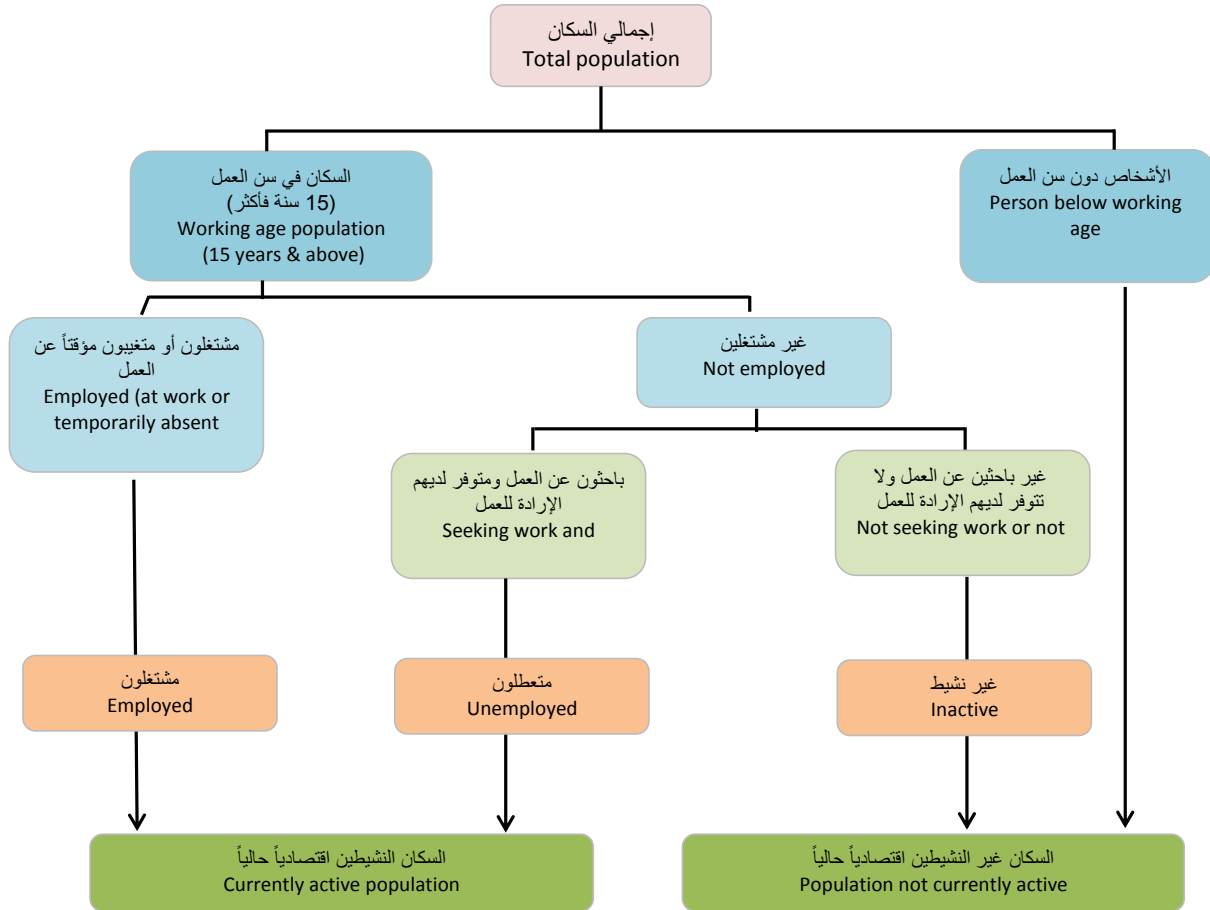 إجمالي السكان
Total population
السكان في سن العمل
(15 سنة فأكثر)
Working age population
(15 years & above)
الأشخاص دون سن العمل
Person below working
age
مشتغلون أو متغيبون مؤقتاً عن
العمل
Employed (at work or
temporarily absent
غير مشتغلين
Not employed
باحثون عن العمل ومتوفر لديهم
الإرادة للعمل
Seeking work and
غير باحثين عن العمل ولا
تتوفر لديهم الإرادة للعمل
Not seeking work or not
مشتغلون
Employed
متعطلون
Unemployed
غير نشيط
Inactive
السكان النشيطين اقتصادياً حالياً
Currently active population
السكان غير النشيطين اقتصادياً حالياً
Population not currently active